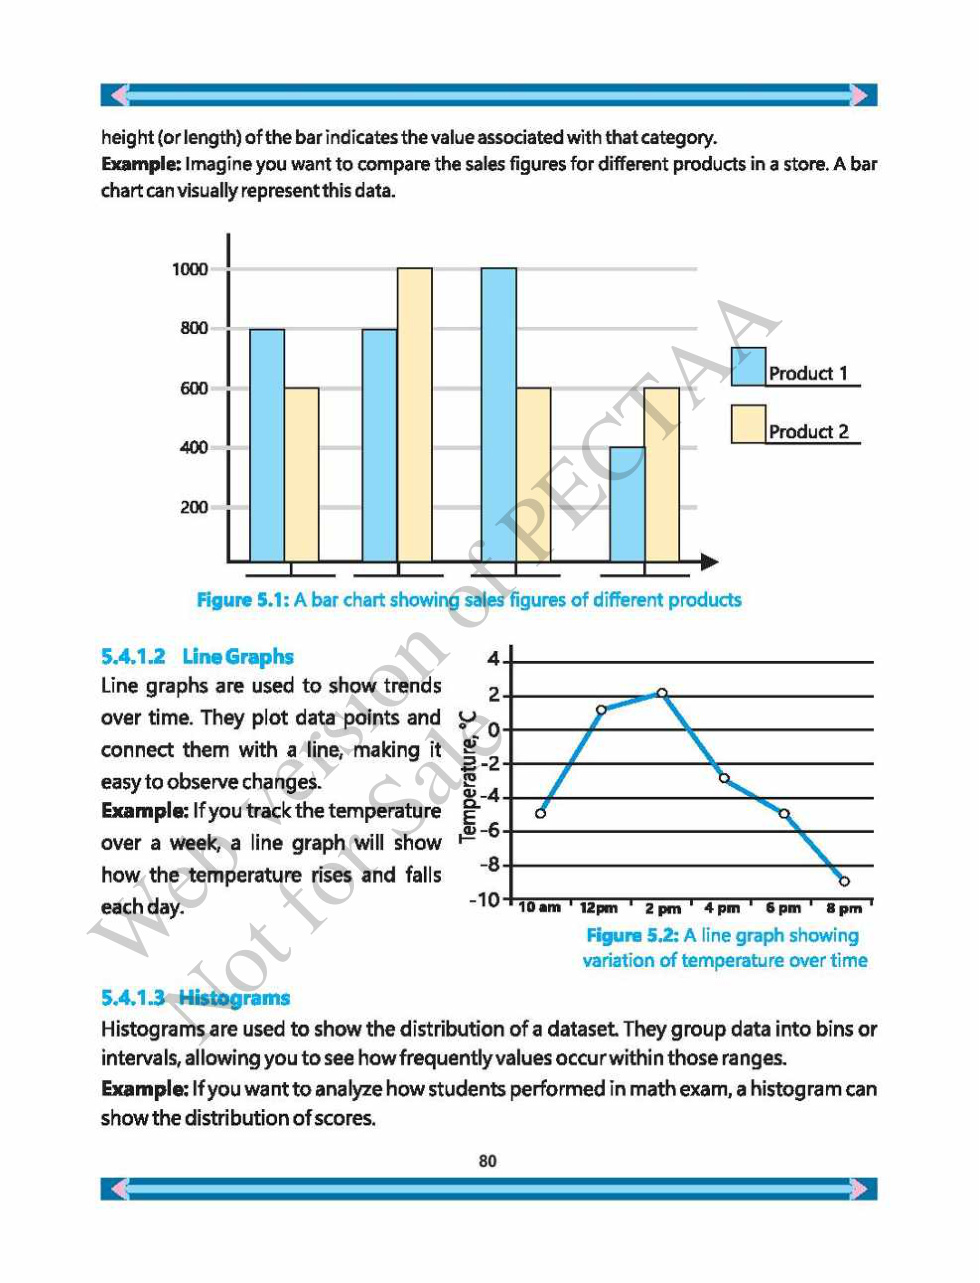 height (or length) of the bar indicates the value associated with that category.
Example: Imagine you want to compare the sales figures for different products in a store. A bar
chart can visually represent this data.
1000
800
600
400
200
Product 1
Product 2
Figure 5.1: A bar chart showing sales figures of different products
5.4.1.2 Line Graphs
Line graphs are used to show trends
over time. They plot data points and
connect them with a line, making it
easy to observe changes.
Example: If you track the temperature
over a week, a line graph will show
how the temperature rises and falls
each day.
Temperature, °C
4
2
0
-2
-4
-6
-8
-10
10 am 12pm 2 pm 4 pm 6 pm 8 pm
Figure 5.2: A line graph showing
variation of temperature over time
5.4.1.3 Histograms
Histograms are used to show the distribution of a dataset. They group data into bins or
intervals, allowing you to see how frequently values occur within those ranges.
Example: If you want to analyze how students performed in math exam, a histogram can
show the distribution of scores.
80
Web Version of PECTAA
Not for Sale